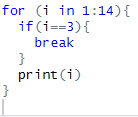 for (i in 1:14){
  if(i==3){
    break
  }
  print(i)
}